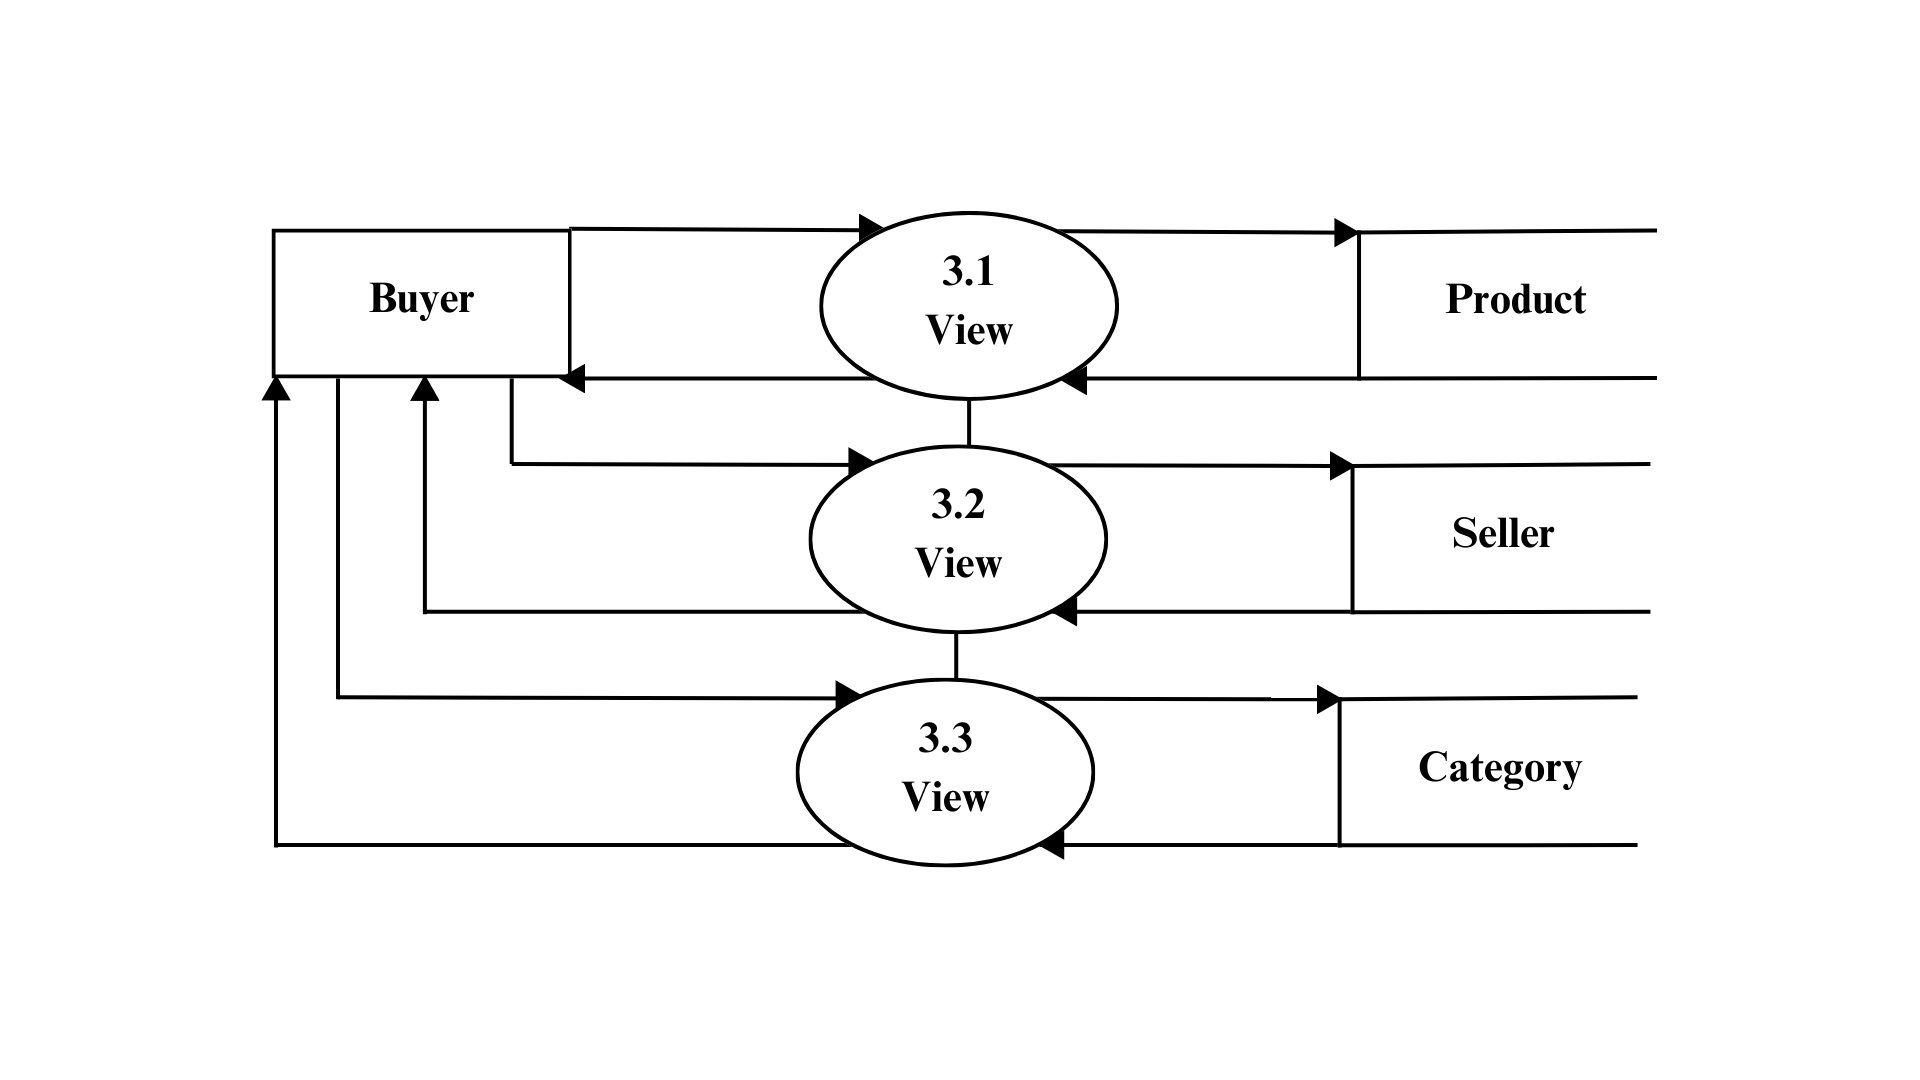 Buyer
3.1
View
Product
3.2
View
Seller
3.3
View
Category